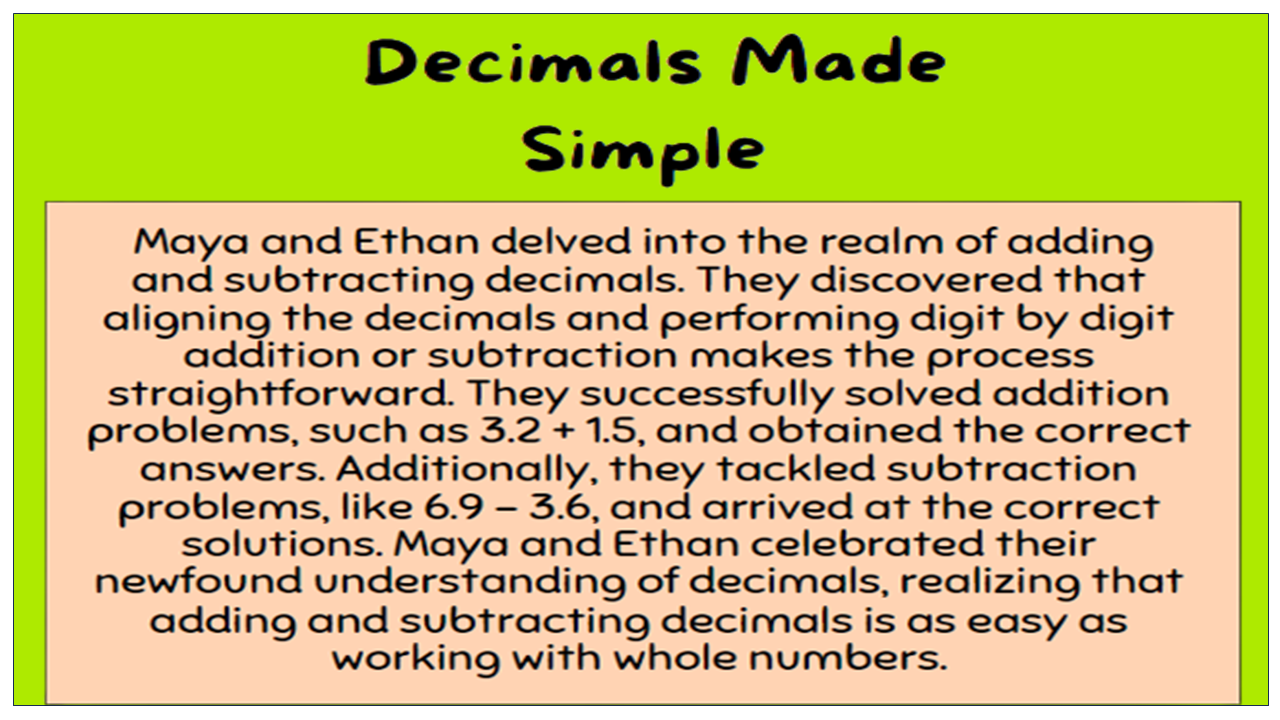 Decimals Made
Simple
Maya and Ethan delved into the realm of adding
and subtracting decimals. They discovered that
aligning the decimals and performing digit by digit
addition or subtraction makes the process
straightforward. They successfully solved addition
problems, such as 3.2 + 1.5, and obtained the correct
answers. Additionally, they tackled subtraction
problems, like 6.9 – 3.6, and arrived at the correct
solutions. Maya and Ethan celebrated their
newfound understanding of decimals, realizing that
adding and subtracting decimals is as easy as
working with whole numbers.